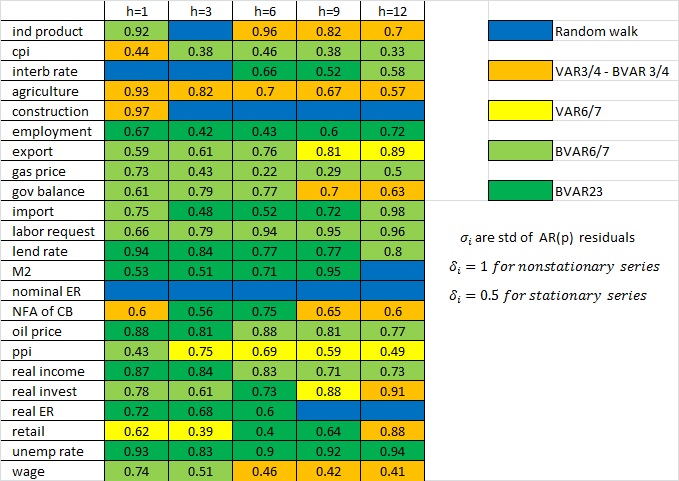 h=1 h=3 h=6 h=9 h=12
ind product 0.92 0.96 0.82 0.7 Random walk
cpi 0.44 0.38 0.46 0.38 0.33
interb rate 0.66 0.52 0.58 VAR3/4 - BVAR 3/4
agriculture 0.93 0.82 0.7 0.67 0.57
construction 0.97 VAR6/7
employment 0.67 0.42 0.43 0.6 0.72
export 0.59 0.61 0.76 0.81 0.89 BVAR6/7
gas price 0.73 0.43 0.22 0.29 0.5
gov balance 0.61 0.79 0.77 0.7 0.63 BVAR23
import 0.75 0.48 0.52 0.72 0.98
labor request 0.66 0.79 0.94 0.95 0.96 σi are std of AR(p) residuals
lend rate 0.94 0.84 0.77 0.77 0.8
M2 0.53 0.51 0.71 0.95 δi = 1 for nonstationary series
nominal ER δi = 0.5 for stationary series
NFA of CB 0.6 0.56 0.75 0.65 0.6
oil price 0.88 0.81 0.88 0.81 0.77
ppi 0.43 0.75 0.69 0.59 0.49
real income 0.87 0.84 0.83 0.71 0.73
real invest 0.78 0.61 0.73 0.88 0.91
real ER 0.72 0.68 0.6
retail 0.62 0.39 0.4 0.64 0.88
unemp rate 0.93 0.83 0.9 0.92 0.94
wage 0.74 0.51 0.46 0.42 0.41